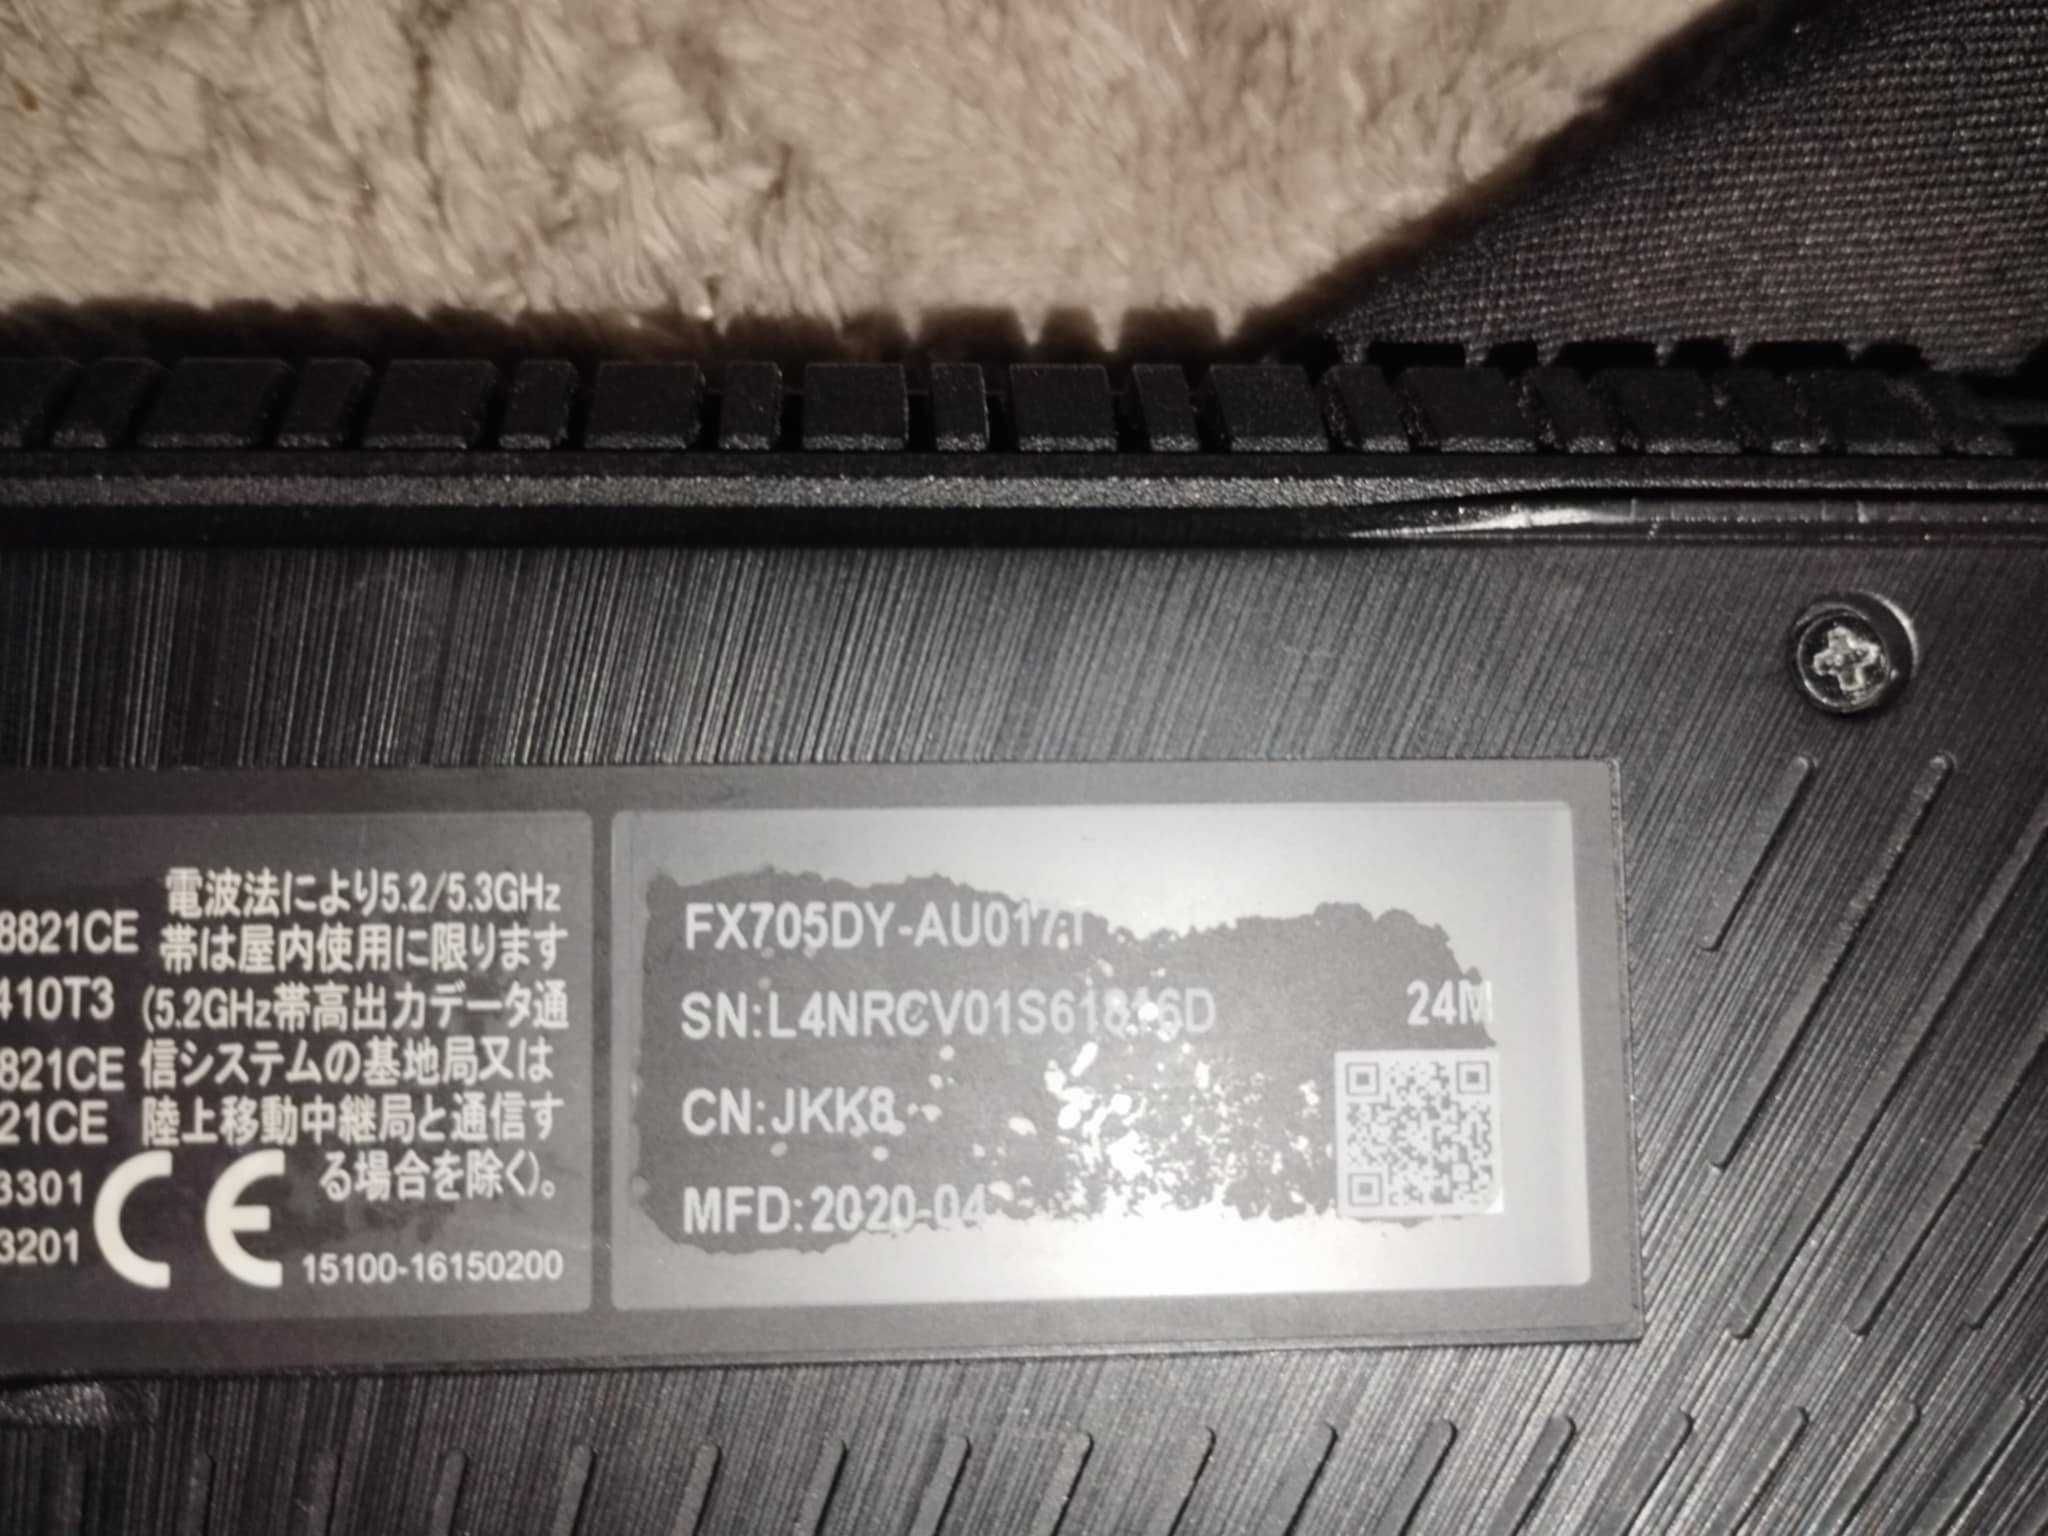 8821CE
410T3
821CE
21CE
3301
3201
電波法により5.2/5.3GHz
帯は屋内使用に限ります
(5.2GHz帯高出力データ通
信システムの基地局又は
陸上移動中継局と通信す
る場合を除く)。
CE
15100-16150200
FX705DY-AU017T
SN:L4NRCV01S61816D
24M
CN:JKK8
MFD:2020-04